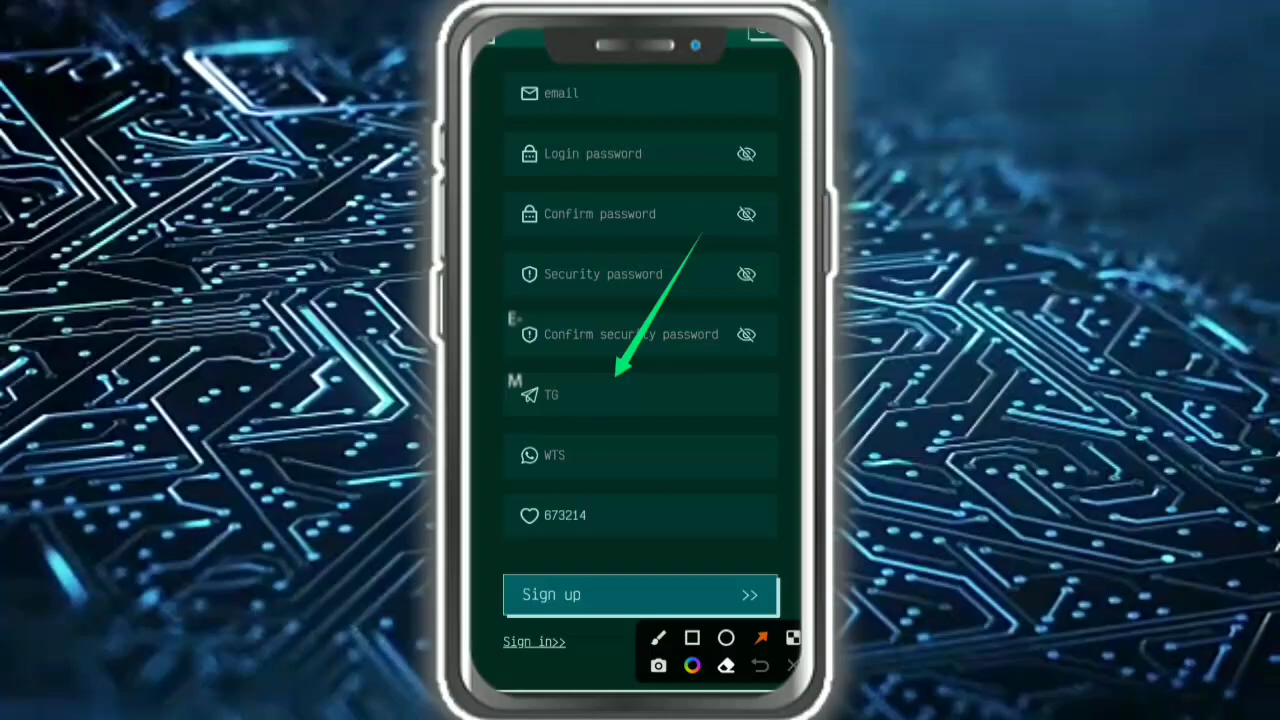 email
Login password
Confirm password
Security password
E-
Confirm security password
M
TG
WTS
673214
Sign up >>
Sign in>>